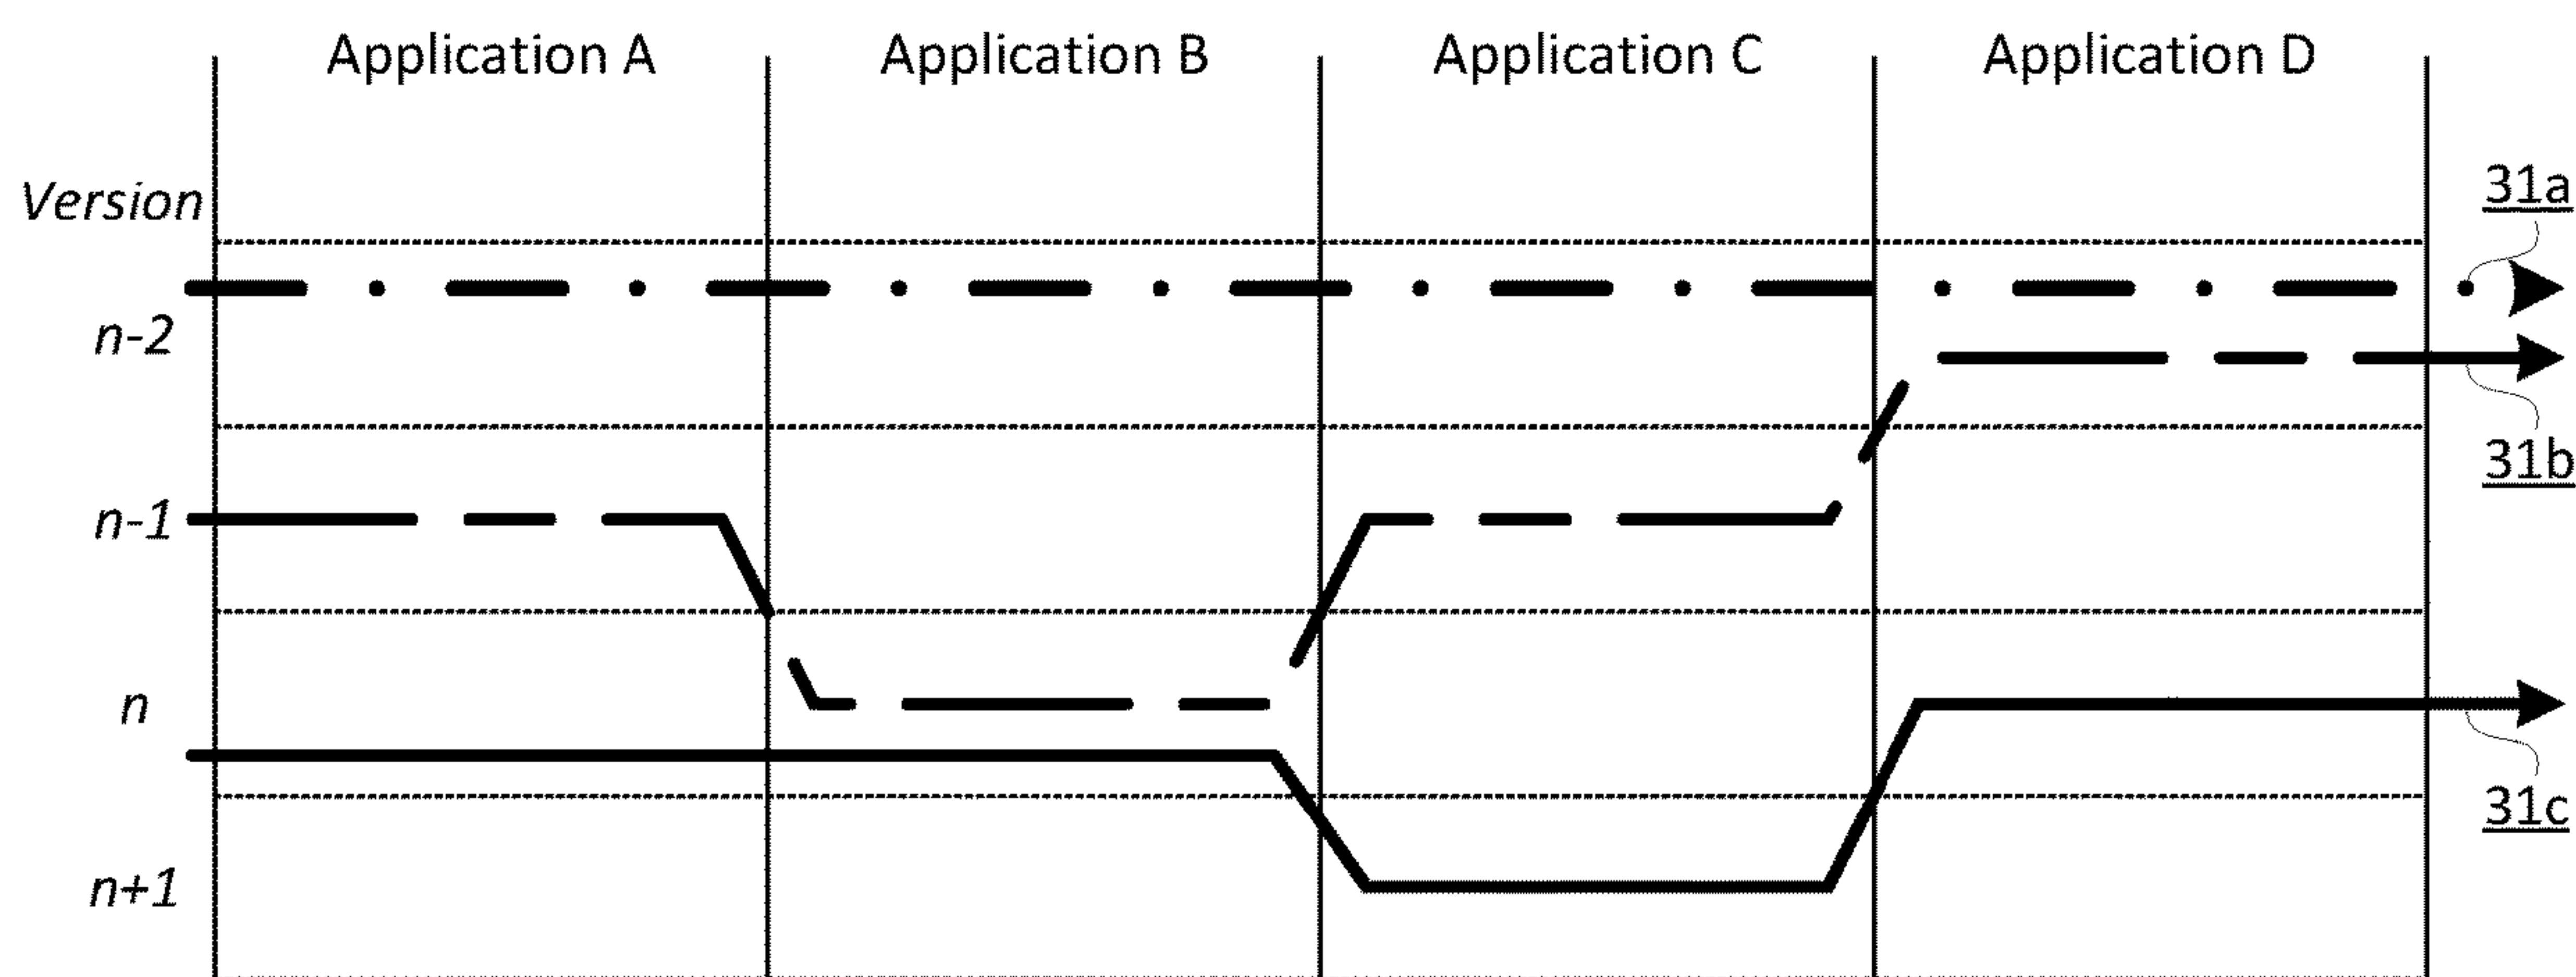 Application A
Application B
Application C
Application D
Version
31a
n-2
31b
n-1
n
31c
n+1